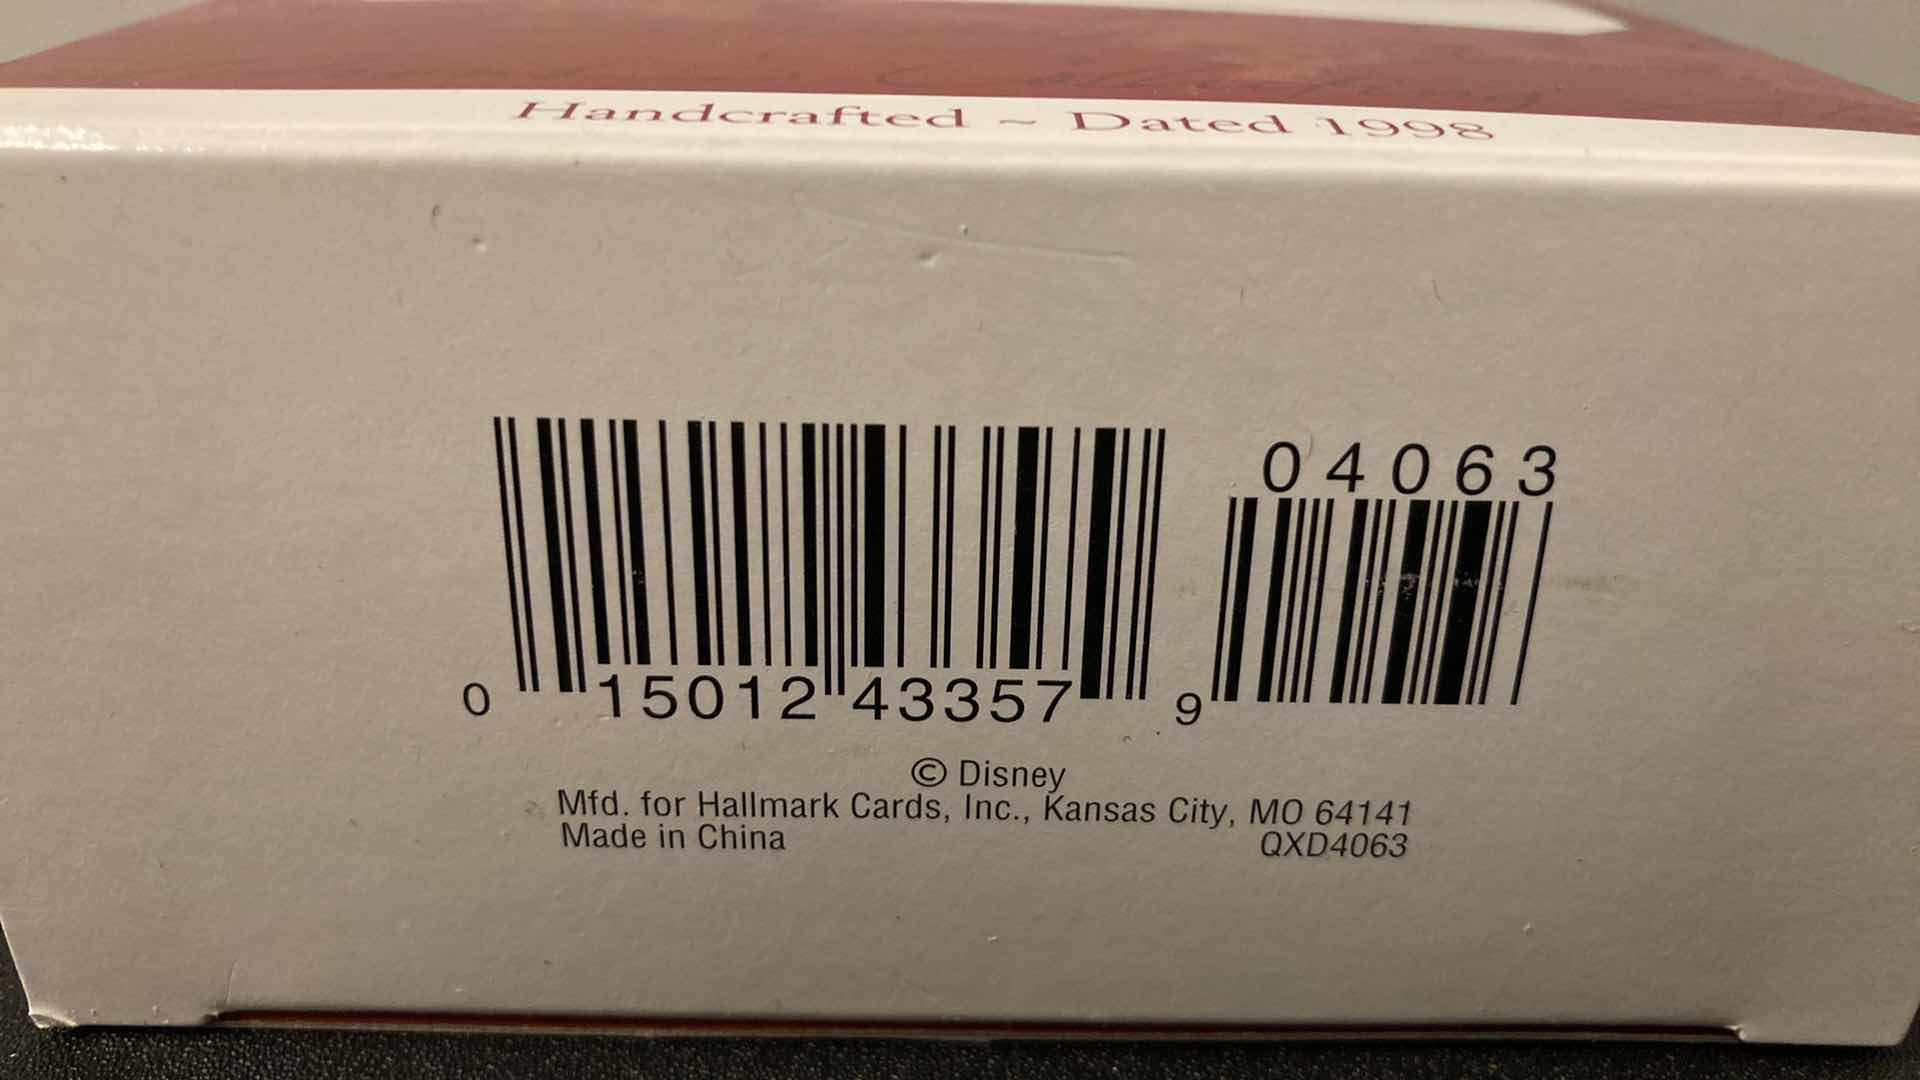 Handcrafted ~ Dated 1998
04063
0 15012 43357 9
© Disney
Mfd. for Hallmark Cards, Inc., Kansas City, MO 64141
Made in China QXD4063